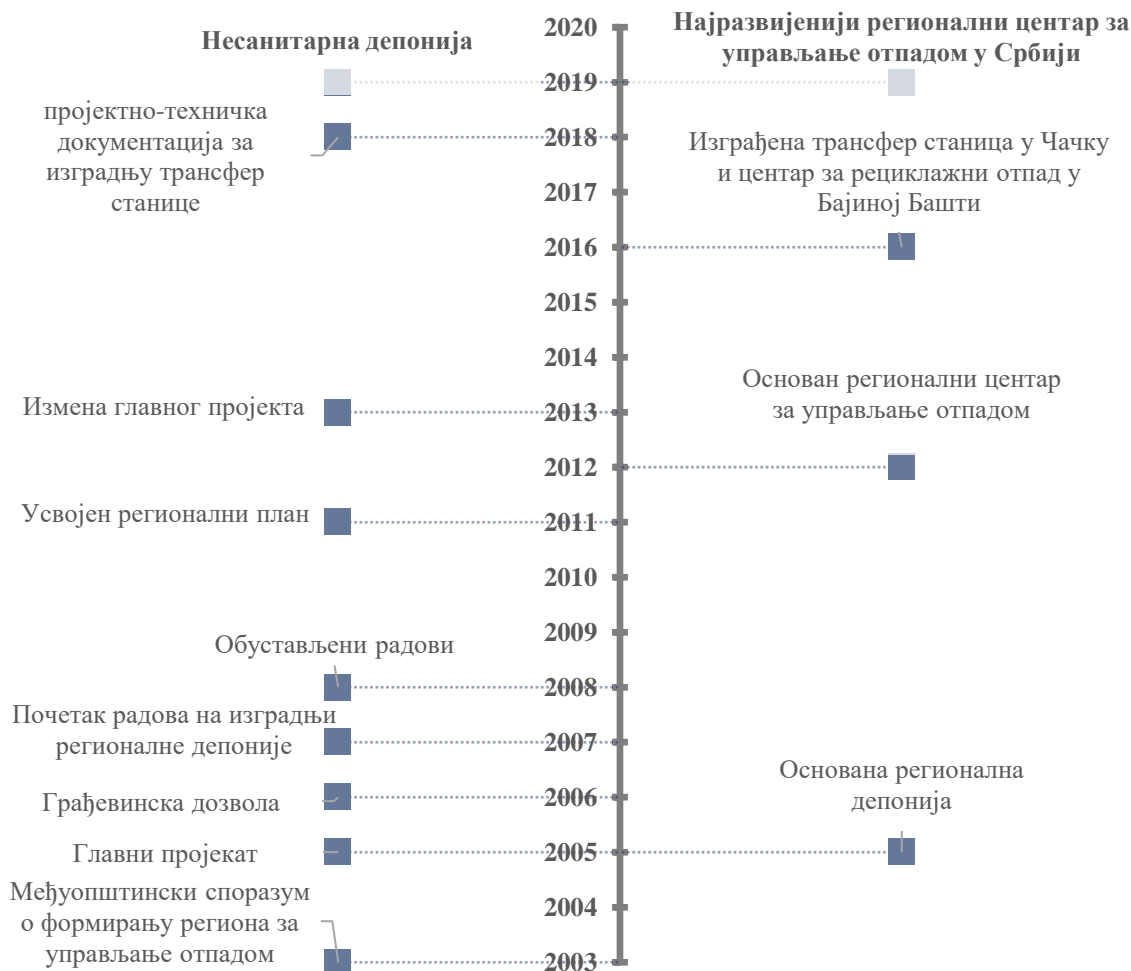 2020
Несанитарна депонија
Најразвијенији регионални центар за
управљање отпадом у Србији
2019
пројектно-техничка
документација за
изградњу трансфер
станице
2018
Изграђена трансфер станица у Чачку
и центар за рециклажни отпад у
Бајиној Башти
2017
2016
2015
2014
Основан регионални центар
за управљање отпадом
Измена главног пројекта
2013
2012
Усвојен регионални план
2011
2010
2009
Обустављени радови
2008
Почетак радова на изградњи
регионалне депоније
2007
Основана регионална
депонија
Грађевинска дозвола
2006
Главни пројекат
2005
Међуопштински споразум
о формирању региона за
управљање отпадом
2004
2003